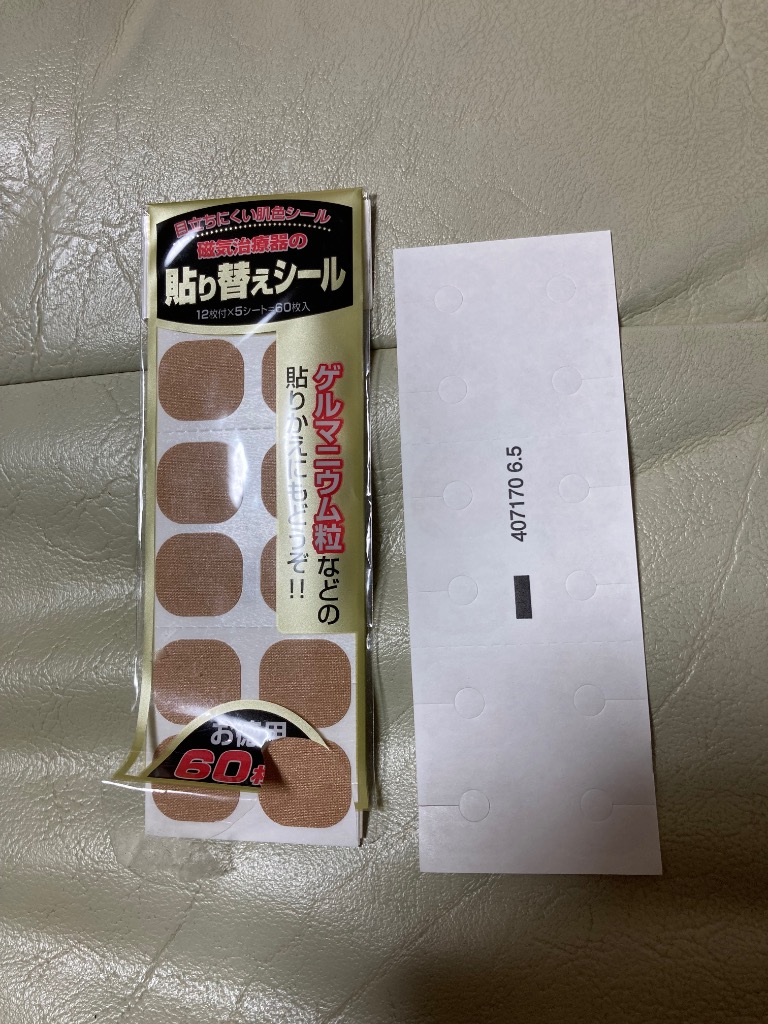 目立ちにくい肌色シール
磁気治療器の
貼り替えシール
12枚付×5シート=60枚入
ゲルマニウム粒などの
貼りかえにもどうぞ!!
お徳用
60枚
407170 6.5